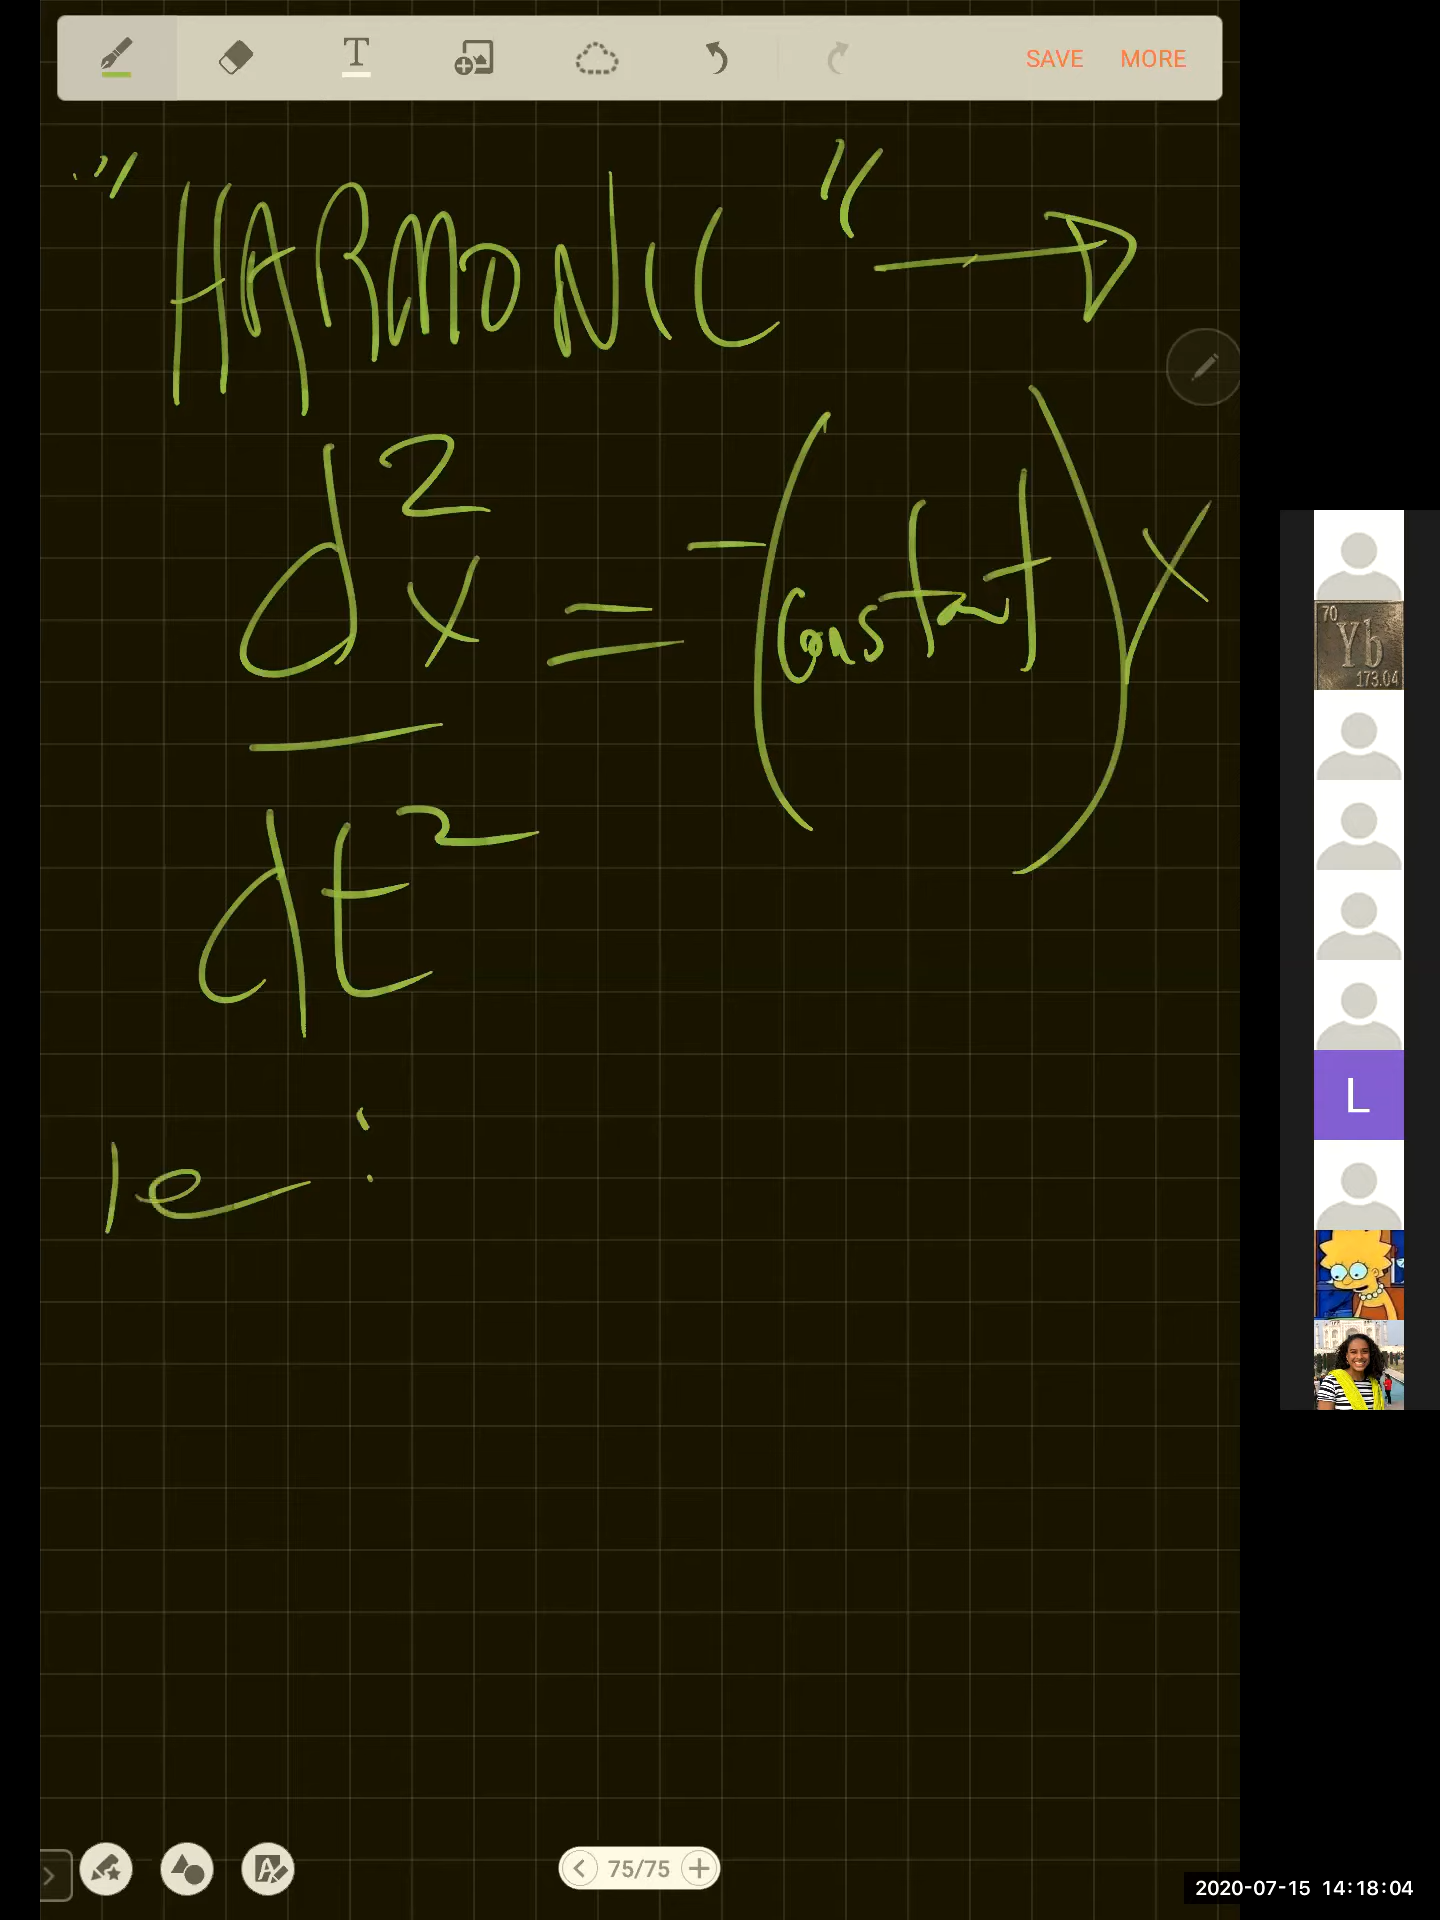 T SAVE MORE
"HARMONIC" →
d²x = -(constant)x
dt²
ie :
70
Yb
173.04
L
75/75
2020-07-15 14:18:04